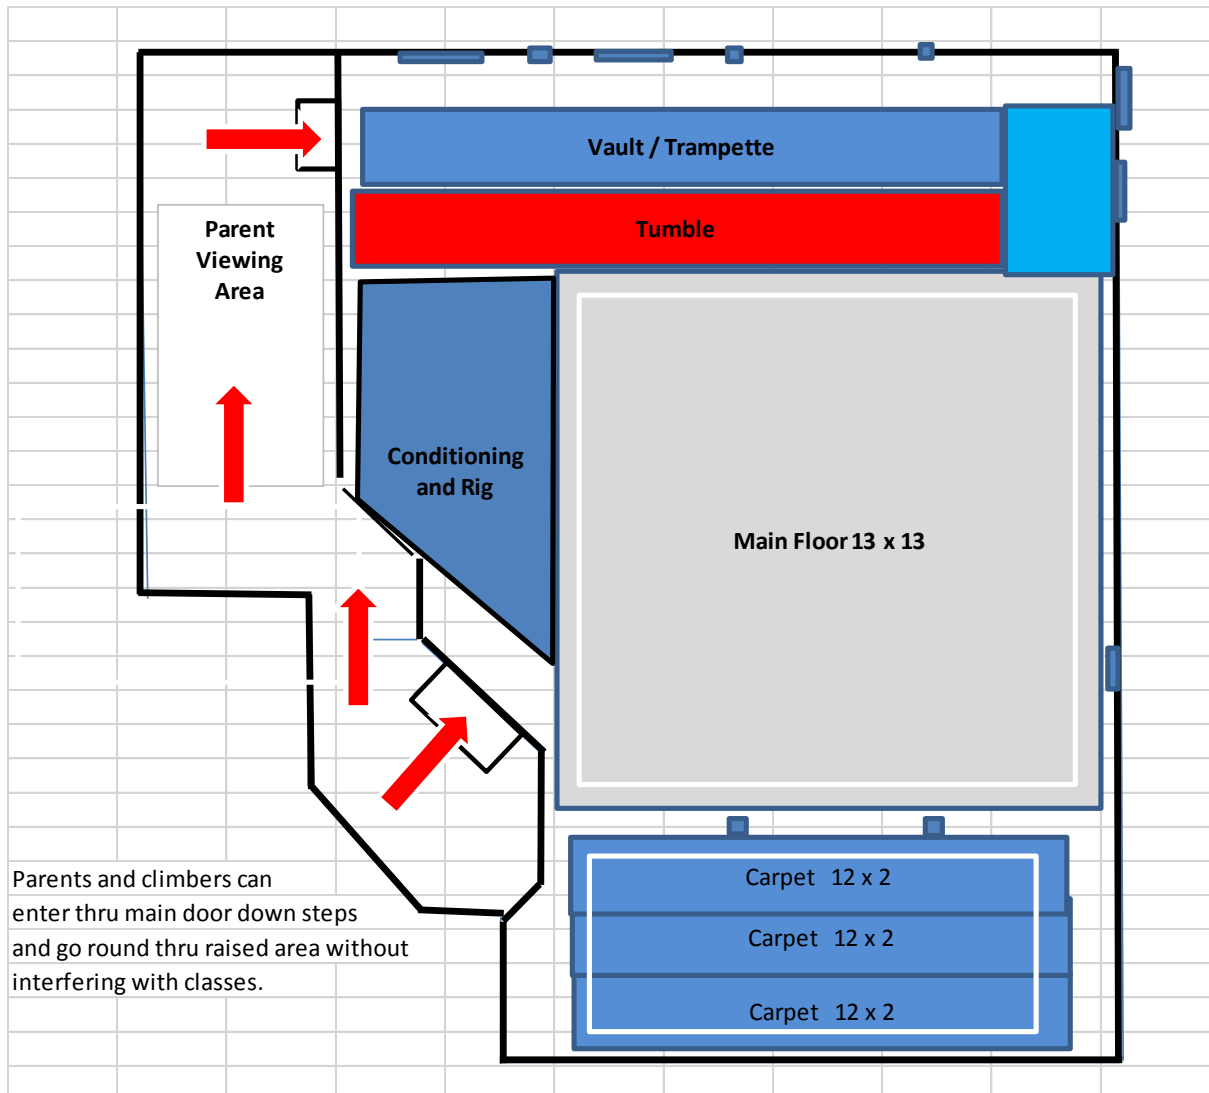 Vault / Trampette
Tumble
Parent
Viewing
Area
Conditioning
and Rig
Main Floor 13 x 13
Parents and climbers can
enter thru main door down steps
and go round thru raised area without
interfering with classes.
Carpet 12 x 2
Carpet 12 x 2
Carpet 12 x 2